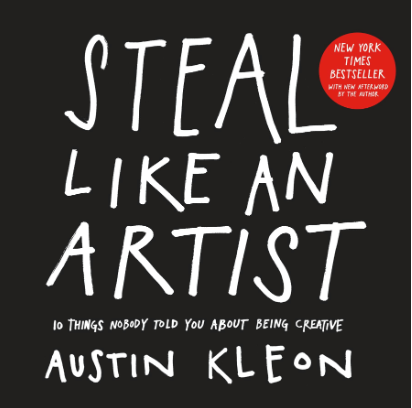 STEAL
LIKE AN
ARTIST
NEW YORK
TIMES
BESTSELLER
WITH NEW AFTERWORD
BY THE AUTHOR
10 THINGS NOBODY TOLD YOU ABOUT BEING CREATIVE
AUSTIN KLEON